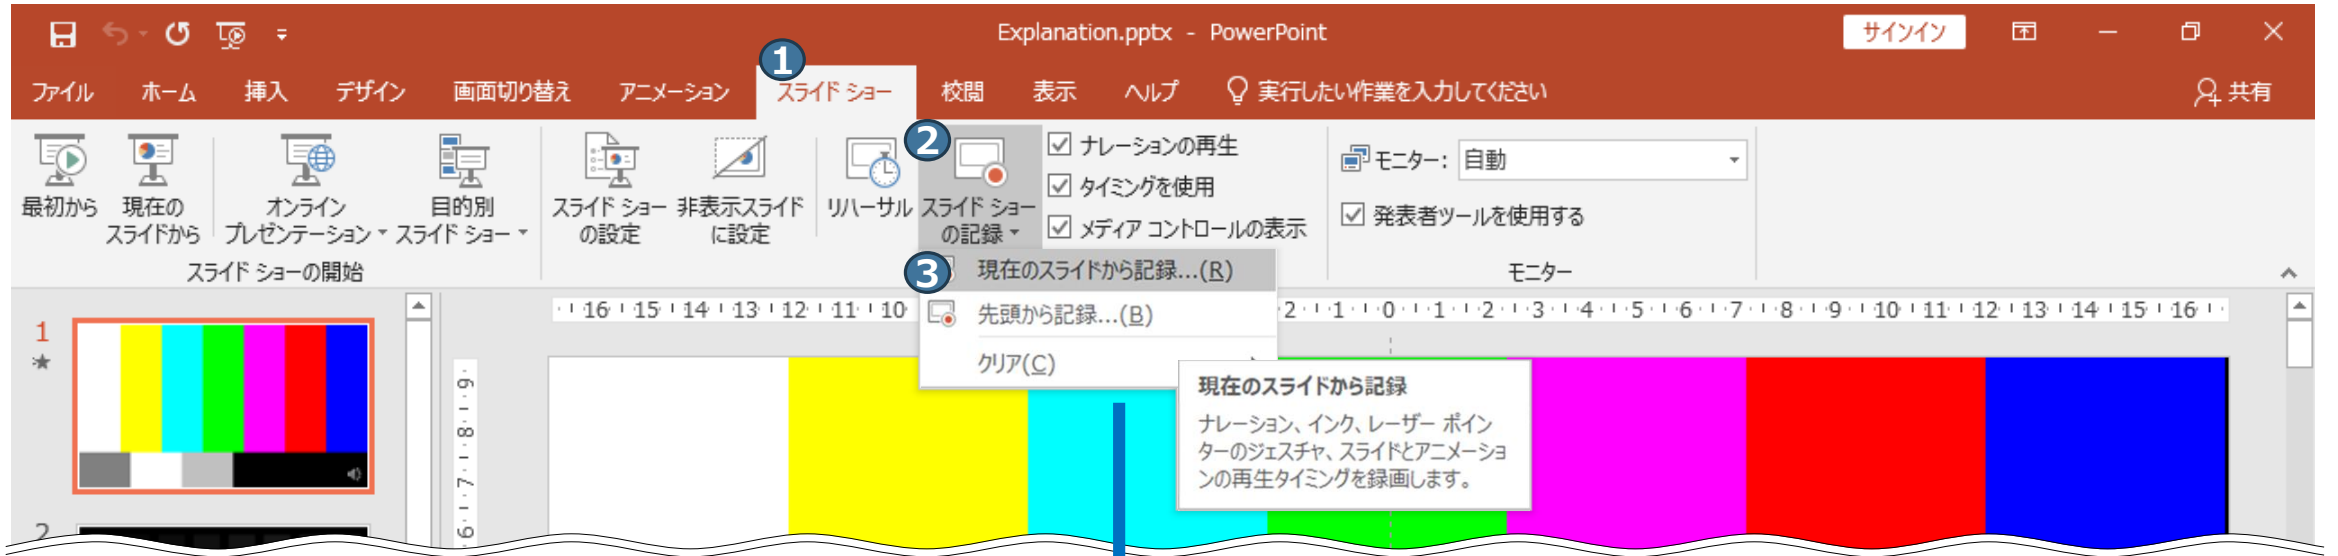 Explanation.pptx - PowerPoint
サインイン
1
ファイル ホーム 挿入 デザイン 画面切り替え アニメーション スライド ショー 校閲 表示 ヘルプ 実行したい作業を入力してください 共有
最初から
現在の
スライドから
オンライン
プレゼンテーション
目的別
スライド ショー
スライド ショーの開始
スライド ショー
の設定
非表示スライド
に設定
リハーサル
2
スライド ショー
の記録
ナレーションの再生
タイミングを使用
メディア コントロールの表示
モニター: 自動
発表者ツールを使用する
モニター
3
現在のスライドから記録...(R)
先頭から記録...(B)
クリア(C)
現在のスライドから記録
ナレーション、インク、レーザー ポイン
ターのジェスチャ、スライドとアニメーショ
ンの再生タイミングを録画します。
16 15 14 13 12 11 10 2 1 0 1 2 3 4 5 6 7 8 9 10 11 12 13 14 15 16
9
8
7
6
1
2